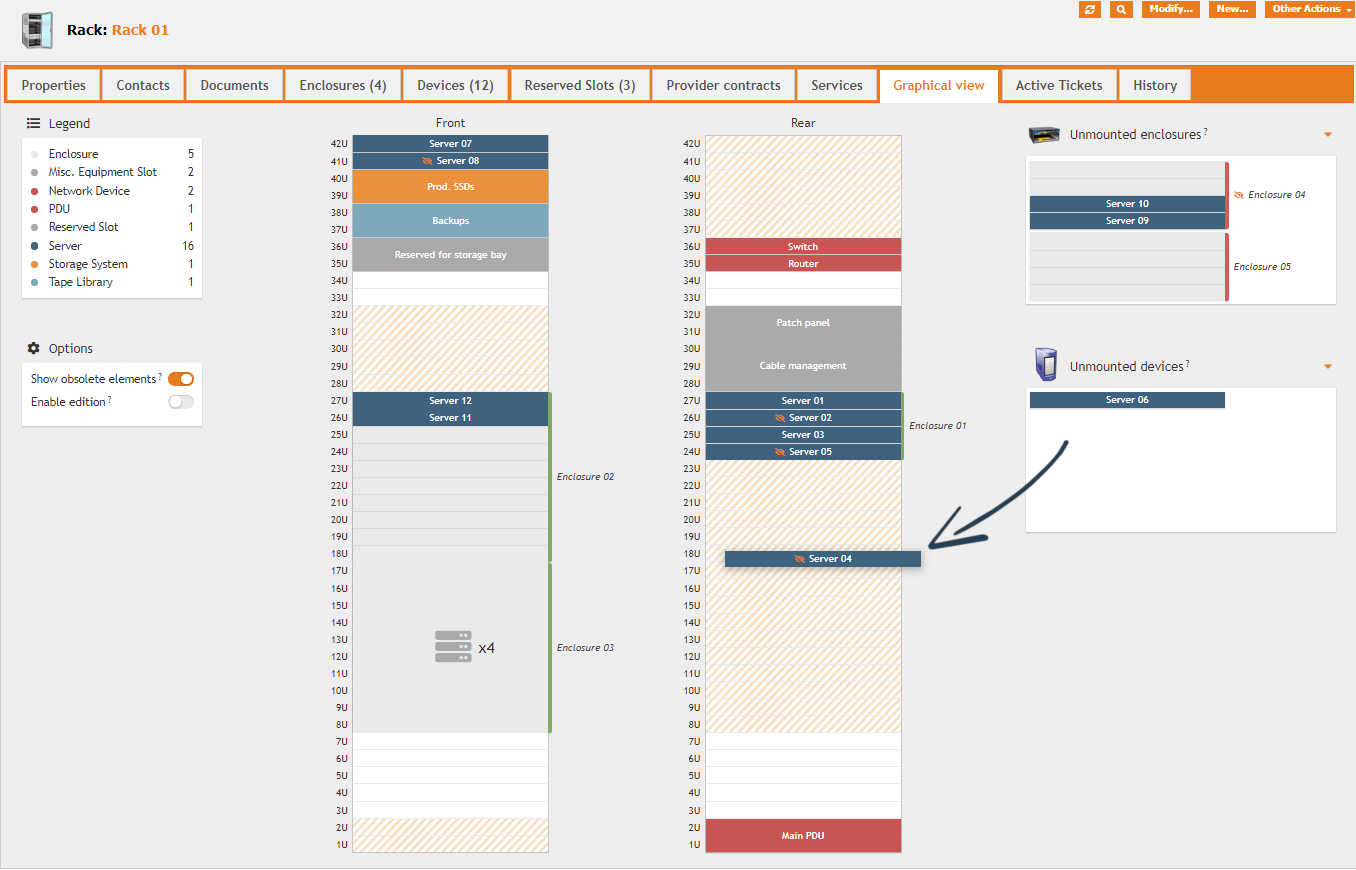 Rack: Rack 01
Modify... New... Other Actions
Properties Contacts Documents Enclosures (4) Devices (12) Reserved Slots (3) Provider contracts Services Graphical view Active Tickets History
Legend
Enclosure 5
Misc. Equipment Slot 2
Network Device 2
PDU 1
Reserved Slot 1
Server 16
Storage System 1
Tape Library 1
Options
Show obsolete elements ?
Enable edition ?
Front
42U Server 07
41U Server 08
40U
Prod. SSDs
39U
38U
Backups
37U
36U
Reserved for storage bay
35U
34U
33U
32U
31U
30U
29U
28U
27U Server 12
26U Server 11
25U
24U
23U
Enclosure 02
22U
21U
20U
19U
18U
17U
16U
15U
14U
13U
x4
Enclosure 03
12U
11U
10U
9U
8U
7U
6U
5U
4U
3U
2U
1U
Rear
42U
41U
40U
39U
38U
37U
36U Switch
35U Router
34U
33U
32U
Patch panel
31U
30U
Cable management
29U
28U
27U Server 01
26U Server 02
Enclosure 01
25U Server 03
24U Server 05
23U
22U
21U
20U
19U
18U
Server 04
17U
16U
15U
14U
13U
12U
11U
10U
9U
8U
7U
6U
5U
4U
3U
2U
Main PDU
1U
Unmounted enclosures ?
Enclosure 04
Server 10
Server 09
Enclosure 05
Unmounted devices ?
Server 06